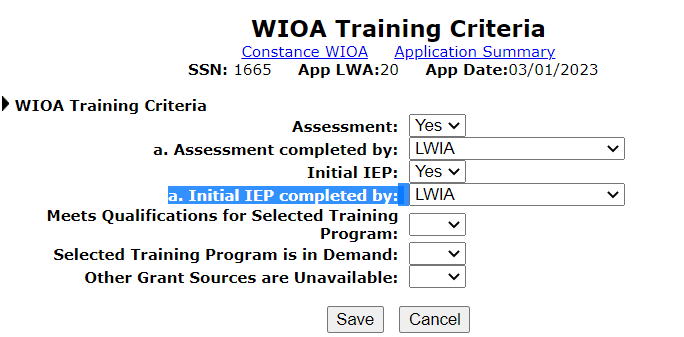 WIOA Training Criteria
Constance WIOA Application Summary
SSN: 1665 App LWA:20 App Date:03/01/2023
WIOA Training Criteria
Assessment: Yes
a. Assessment completed by: LWIA
Initial IEP: Yes
a. Initial IEP completed by: LWIA
Meets Qualifications for Selected Training
Program:
Selected Training Program is in Demand:
Other Grant Sources are Unavailable:
Save Cancel